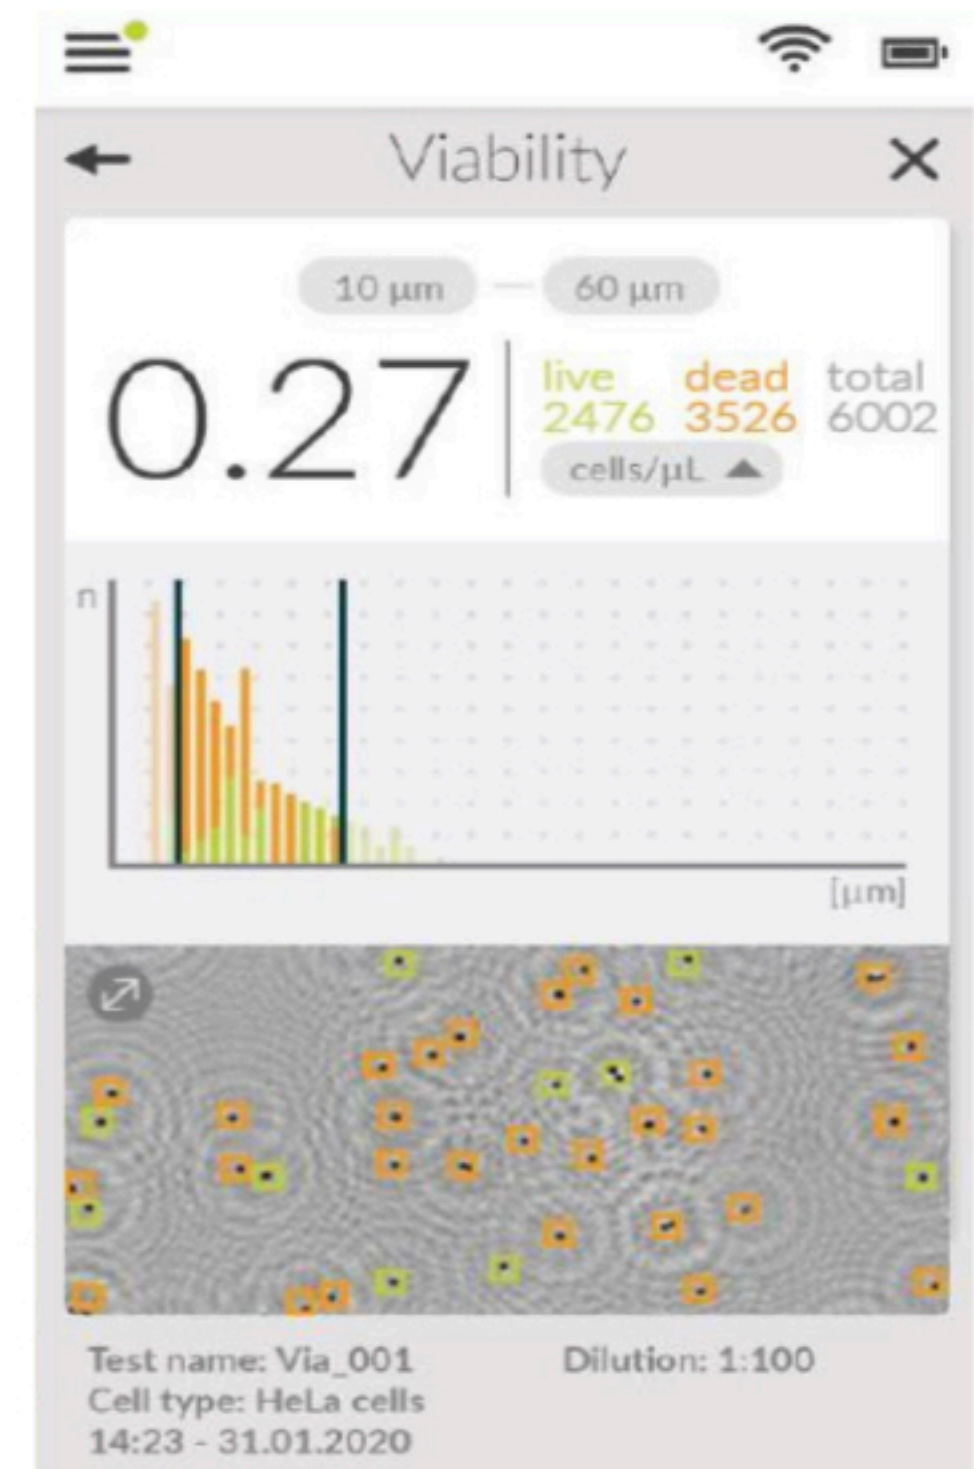 Viability
10 µm — 60 µm
0.27
live dead total
2476 3526 6002
cells/µL
n
[µm]
Test name: Via_001 Dilution: 1:100
Cell type: HeLa cells
14:23 - 31.01.2020